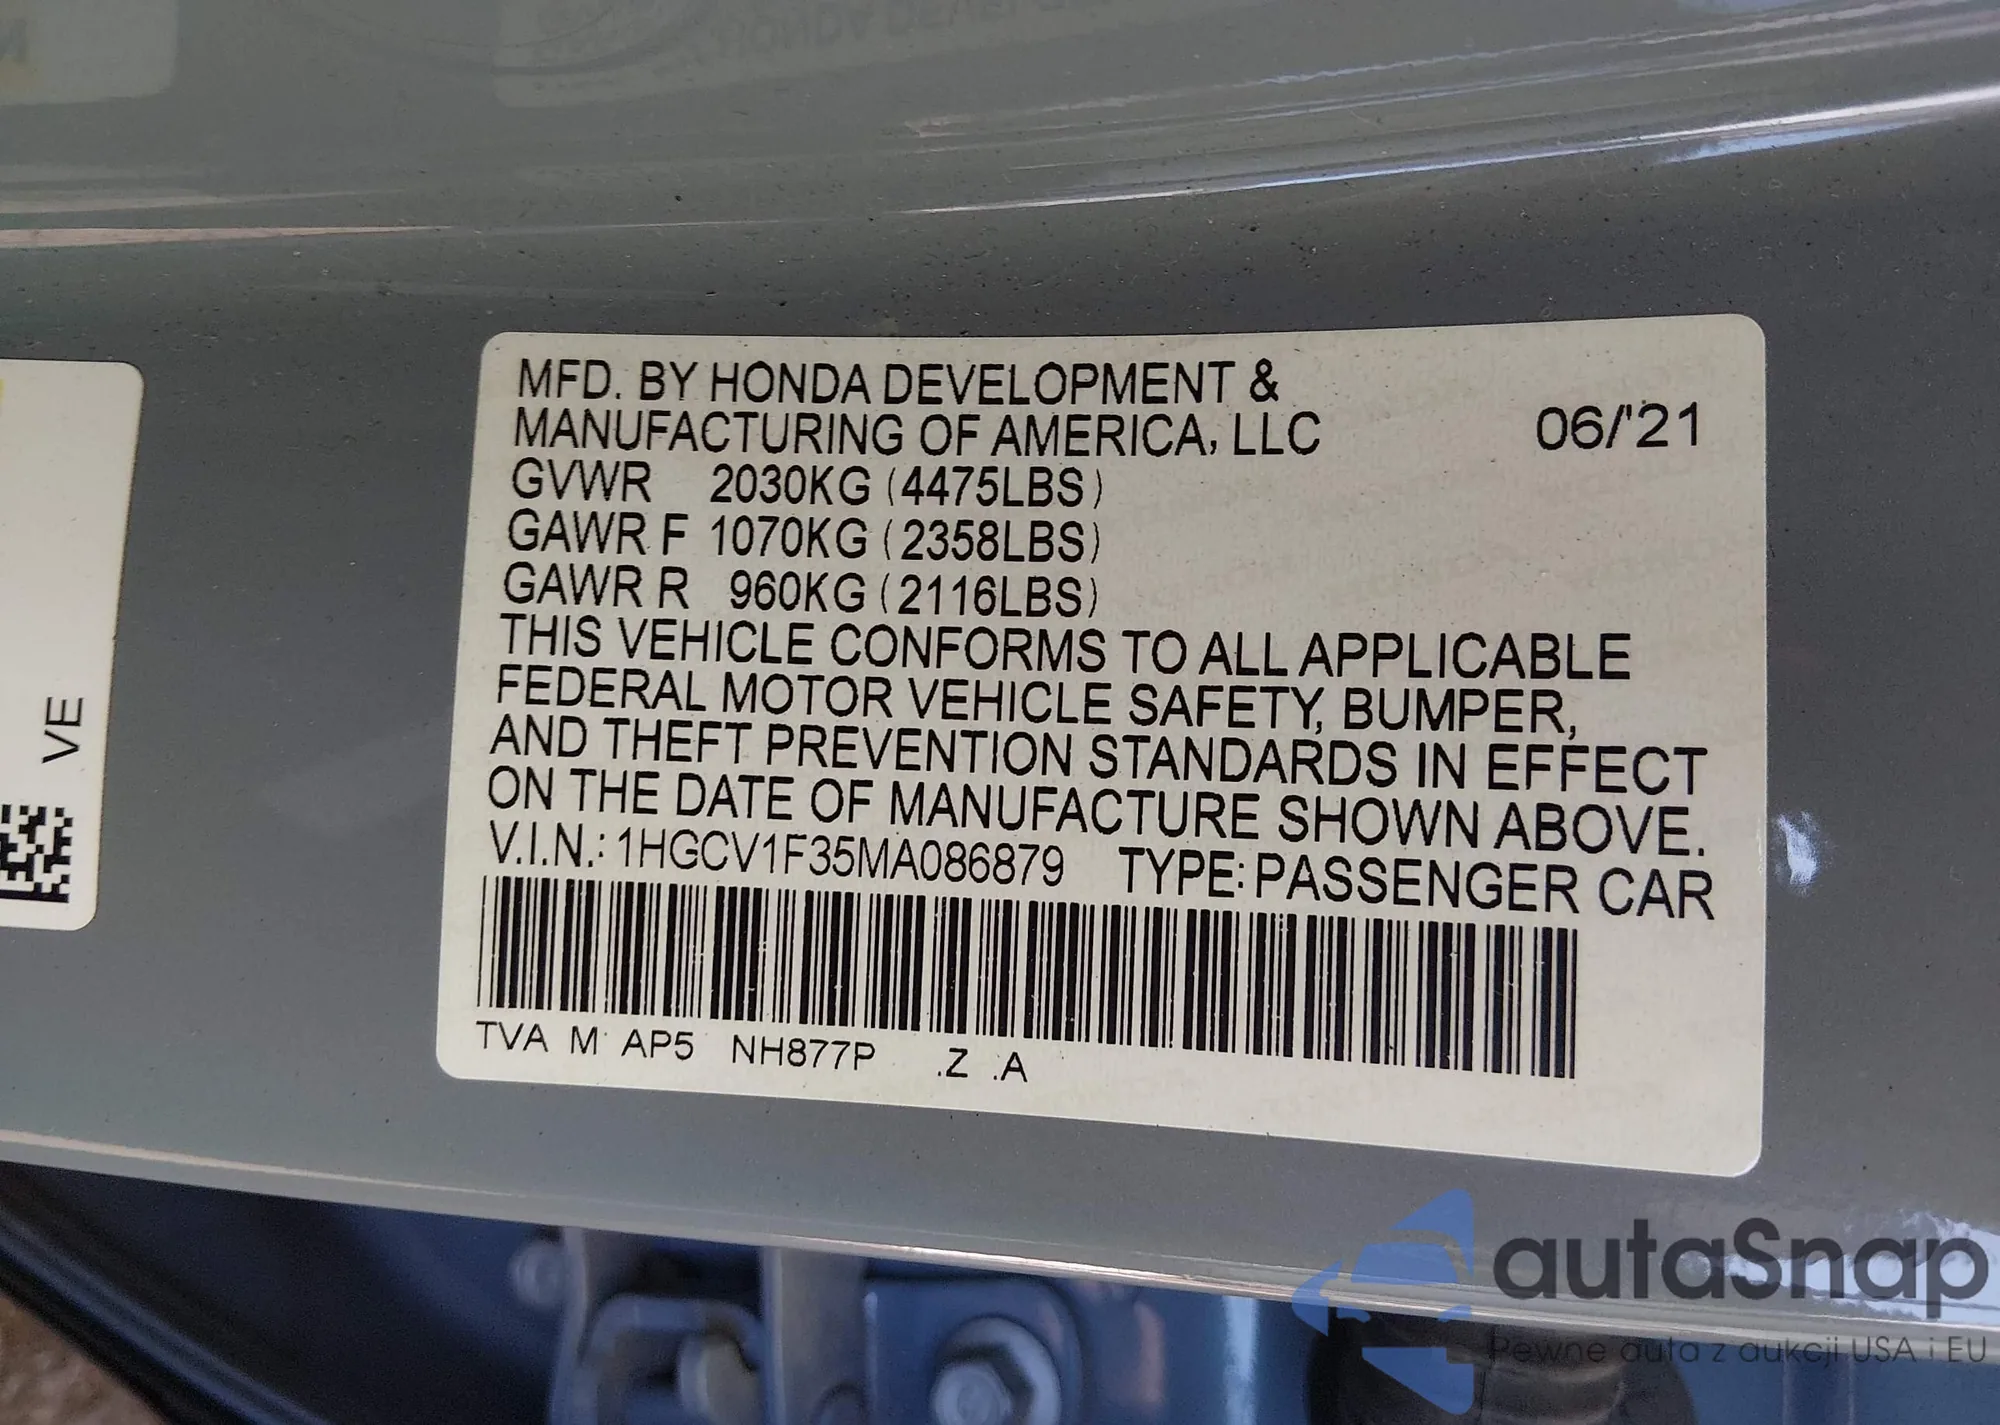 MFD. BY HONDA DEVELOPMENT &
MANUFACTURING OF AMERICA, LLC 06/'21
GVWR 2030KG (4475LBS)
GAWR F 1070KG (2358LBS)
GAWR R 960KG (2116LBS)
THIS VEHICLE CONFORMS TO ALL APPLICABLE
FEDERAL MOTOR VEHICLE SAFETY, BUMPER,
AND THEFT PREVENTION STANDARDS IN EFFECT
ON THE DATE OF MANUFACTURE SHOWN ABOVE.
V.I.N.: 1HGCV1F35MA086879 TYPE: PASSENGER CAR
TVA M AP5 NH877P .Z .A
VE
autaSnap
Pewne auta z aukcji USA i EU